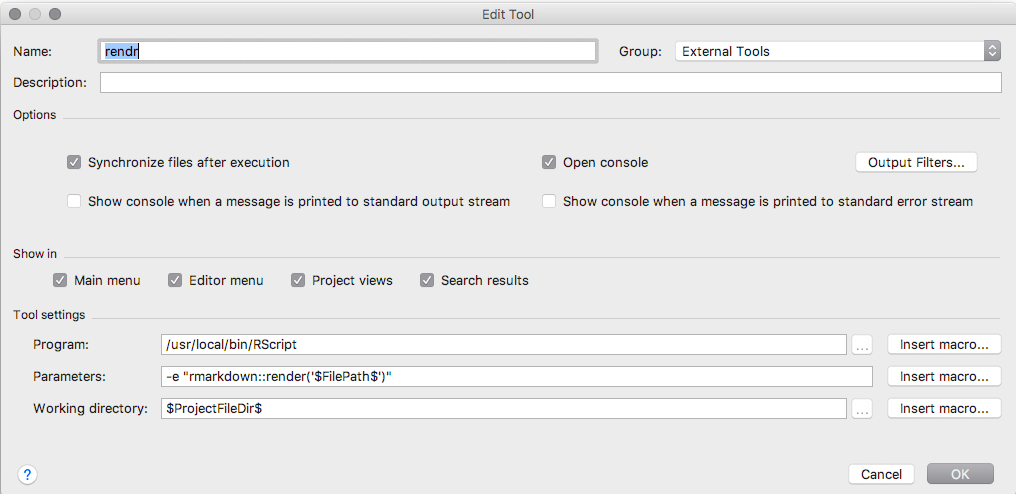 Edit Tool
Name: rendr Group: External Tools
Description:
Options
Synchronize files after execution Open console Output Filters...
Show console when a message is printed to standard output stream Show console when a message is printed to standard error stream
Show in
Main menu Editor menu Project views Search results
Tool settings
Program: /usr/local/bin/RScript ... Insert macro...
Parameters: -e "rmarkdown::render('$FilePath$')" Insert macro...
Working directory: $ProjectFileDir$ ... Insert macro...
? Cancel OK